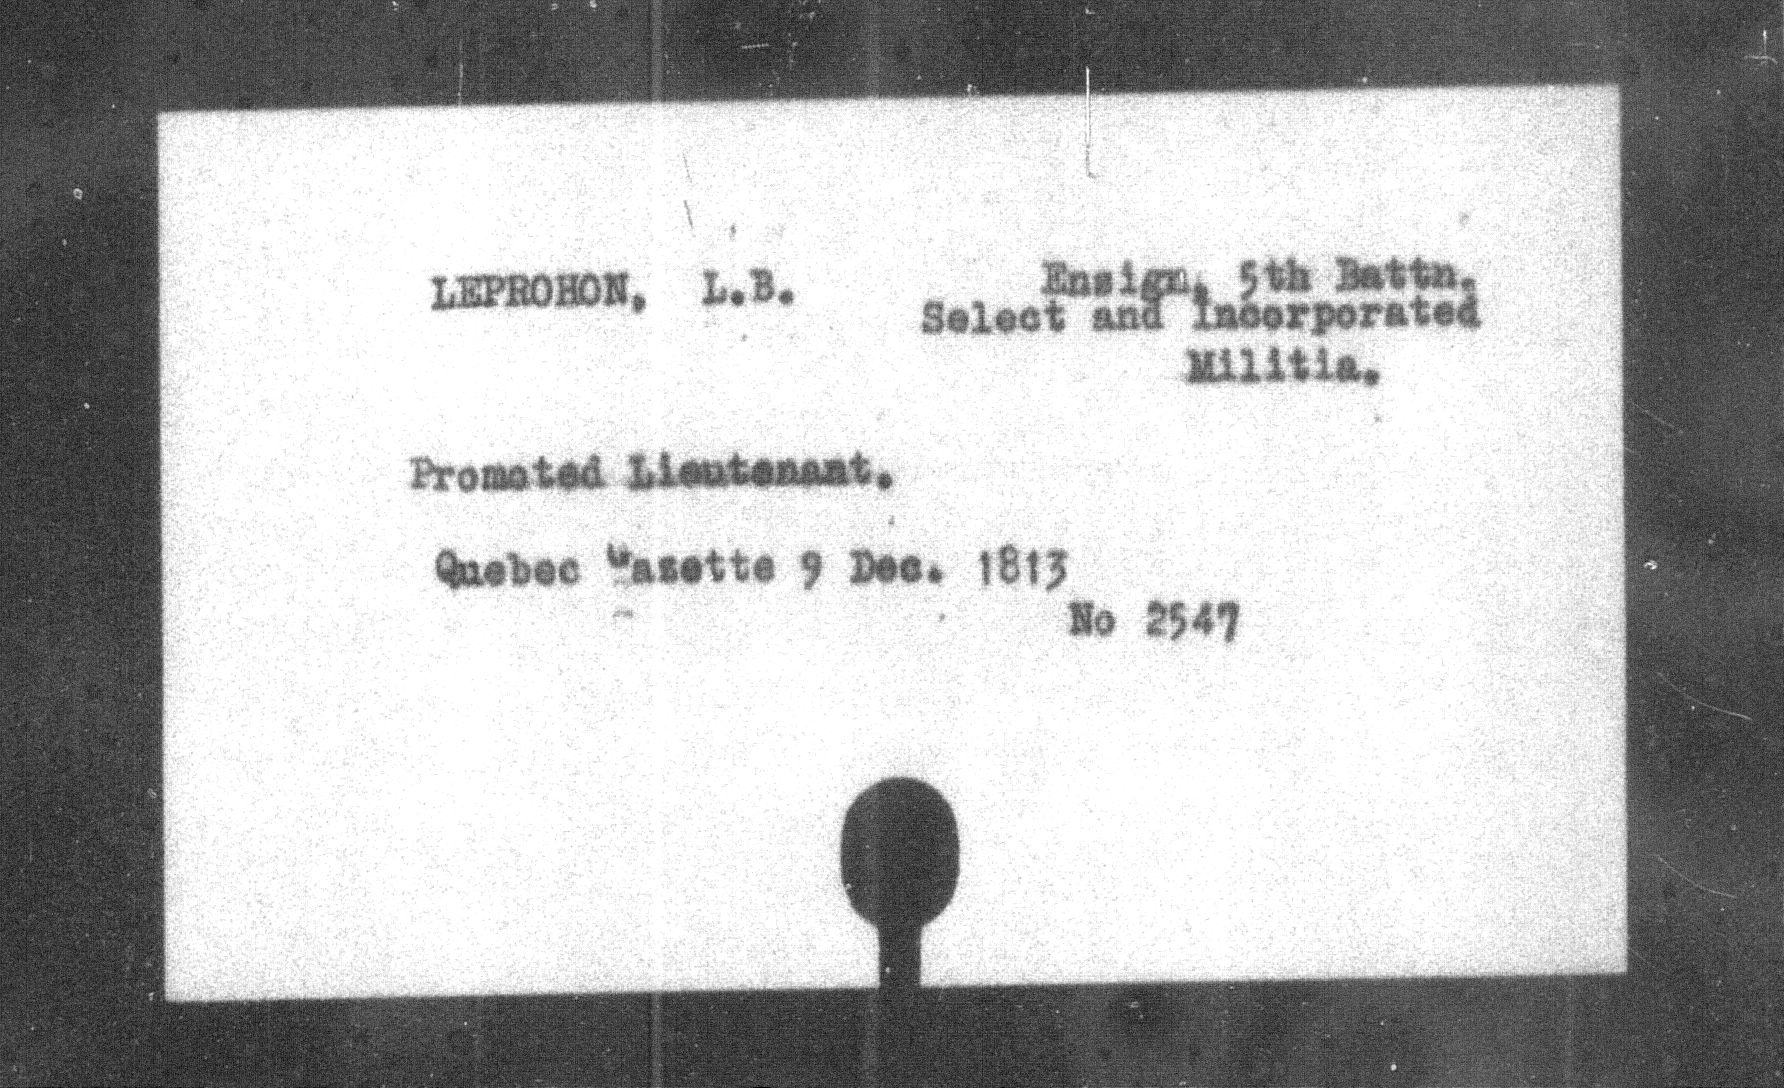 LEPROHON, L.B. Ensign, 5th Battn.
Select and Incorporated
Militia.
Promoted Lieutenant.
Quebec Gazette 9 Dec. 1813
No 2547